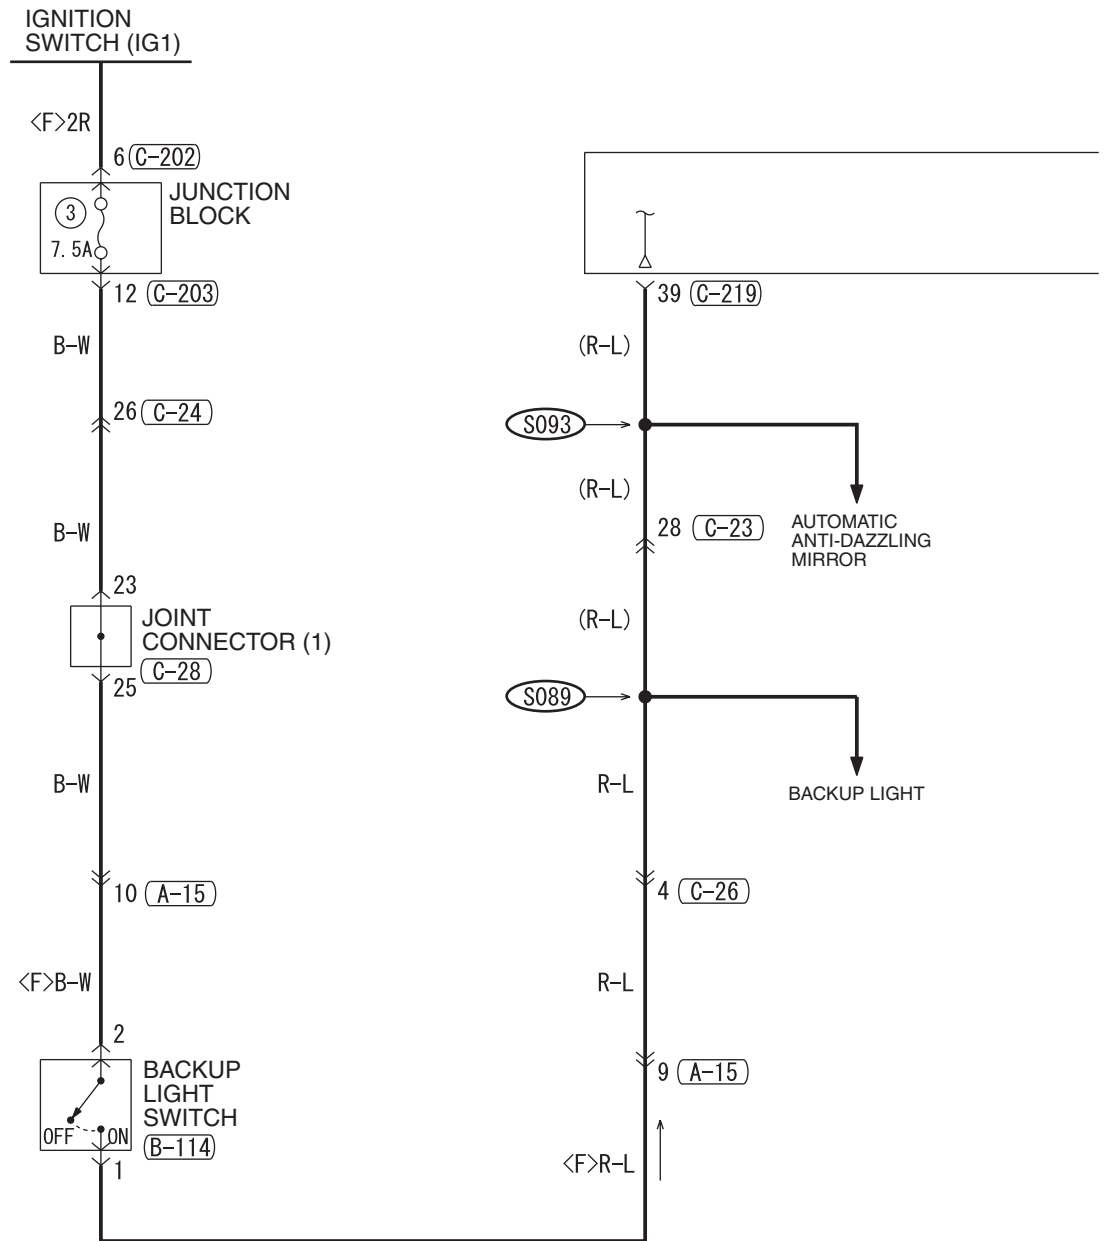 IGNITION
SWITCH (IG1)
<F>2R
6 C-202
JUNCTION
BLOCK
3
7.5A
12 C-203
B-W
26 C-24
B-W
23
JOINT
CONNECTOR (1)
C-28
25
B-W
10 A-15
<F>B-W
2
BACKUP
LIGHT
SWITCH
OFF ON
B-114
1
39 C-219
(R-L)
S093
(R-L)
AUTOMATIC
ANTI-DAZZLING
MIRROR
28 C-23
(R-L)
S089
R-L
BACKUP LIGHT
4 C-26
R-L
9 A-15
<F>R-L